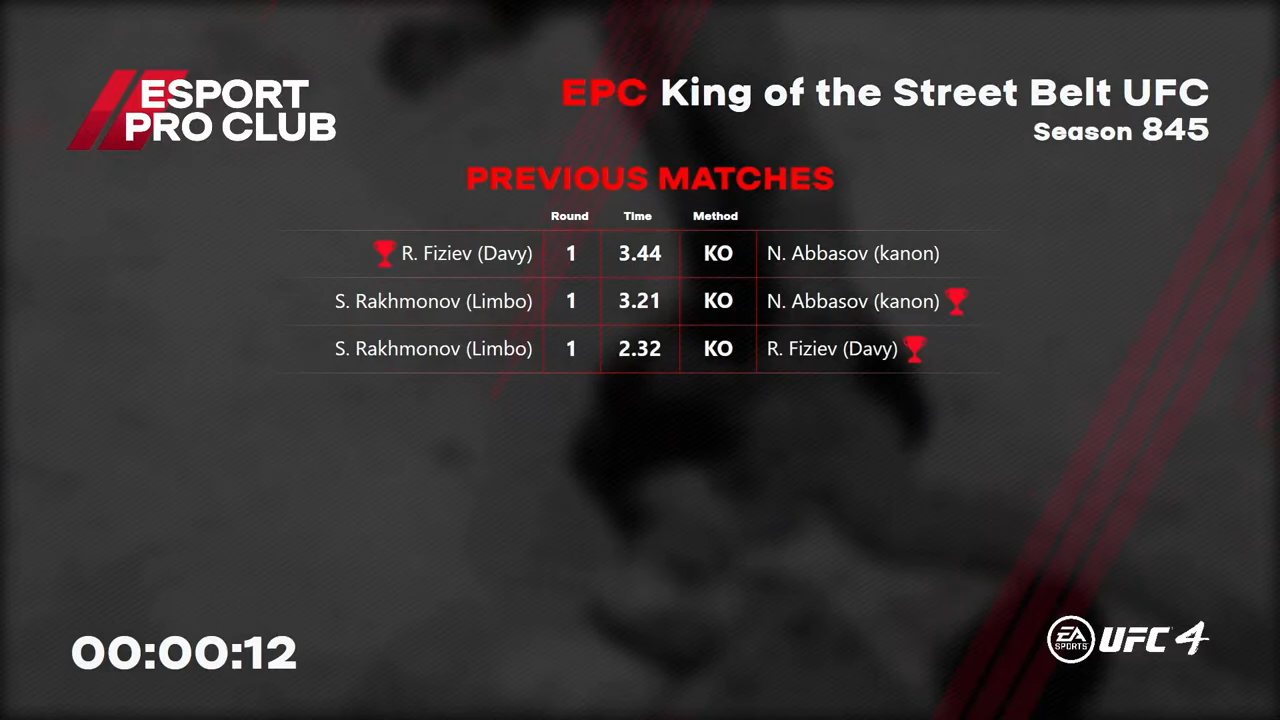 ESPORT
PRO CLUB
EPC King of the Street Belt UFC
Season 845
PREVIOUS MATCHES
Round Time Method
R. Fiziev (Davy) 1 3.44 KO N. Abbasov (kanon)
S. Rakhmonov (Limbo) 1 3.21 KO N. Abbasov (kanon)
S. Rakhmonov (Limbo) 1 2.32 KO R. Fiziev (Davy)
00:00:12
EA SPORTS UFC 4